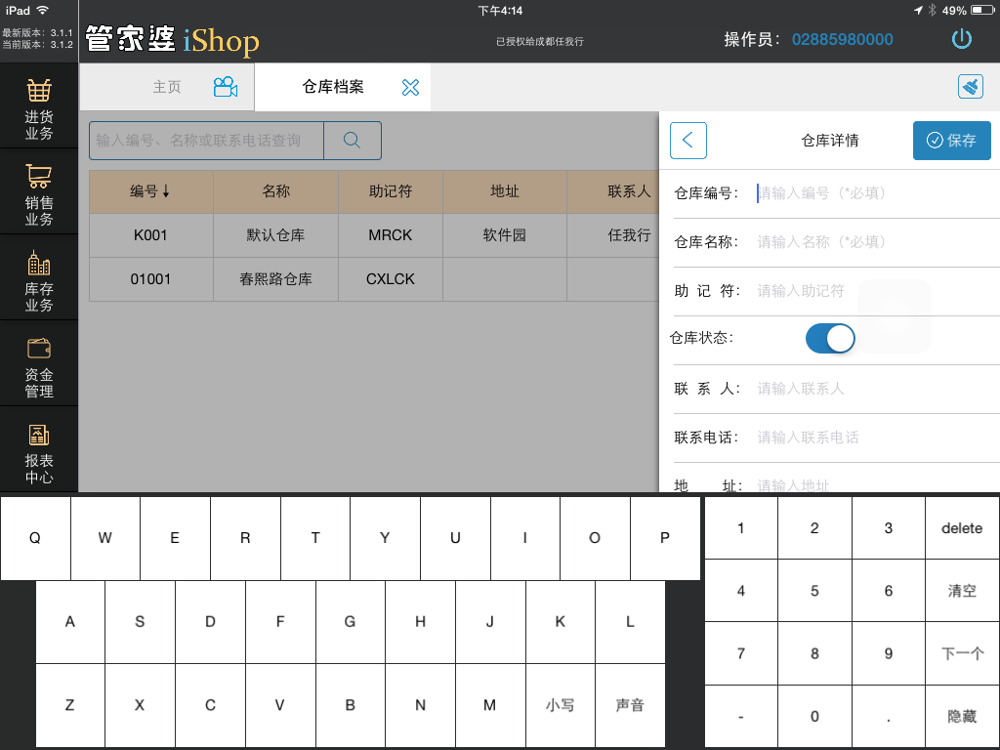 iPad 下午4:14 49%
最新版本：3.1.1
当前版本：3.1.2
管家婆 iShop
已授权给成都任我行
操作员： 02885980000
进货
业务
销售
业务
库存
业务
资金
管理
报表
中心
主页 仓库档案
输入编号、名称或联系电话查询
编号↓ 名称 助记符 地址 联系人
K001 默认仓库 MRCK 软件园 任我行
01001 春熙路仓库 CXLCK
仓库详情 保存
仓库编号： 请输入编号（*必填）
仓库名称： 请输入名称（*必填）
助 记 符： 请输入助记符
仓库状态：
联 系 人： 请输入联系人
联系电话： 请输入联系电话
地 址： 请输入地址
Q W E R T Y U I O P
A S D F G H J K L
Z X C V B N M 小写 声音
1 2 3 delete
4 5 6 清空
7 8 9 下一个
- 0 . 隐藏